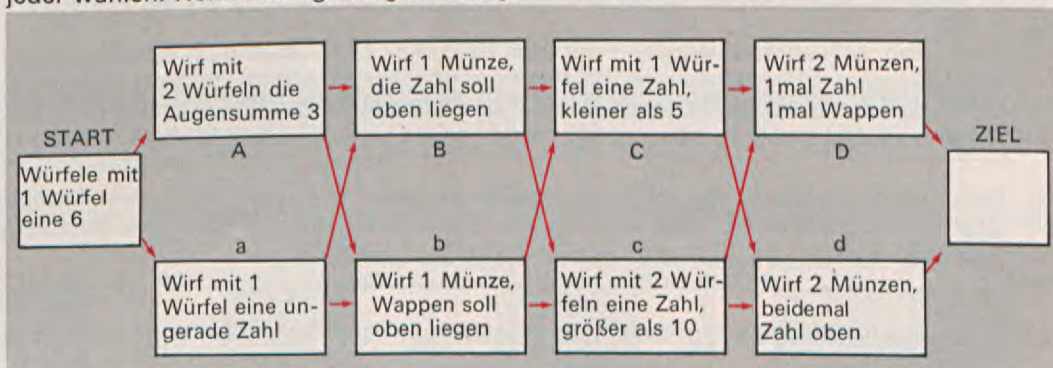 START
Würfele mit
1 Würfel
eine 6
Wirf mit
2 Würfeln die
Augensumme 3
A
Wirf 1 Münze,
die Zahl soll
oben liegen
B
Wirf mit 1 Wür-
fel eine Zahl,
kleiner als 5
C
Wirf 2 Münzen,
1mal Zahl
1mal Wappen
D
ZIEL
a
Wirf mit 1
Würfel eine un-
gerade Zahl
b
Wirf 1 Münze,
Wappen soll
oben liegen
c
Wirf mit 2 Wür-
feln eine Zahl,
größer als 10
d
Wirf 2 Münzen,
beidemal
Zahl oben